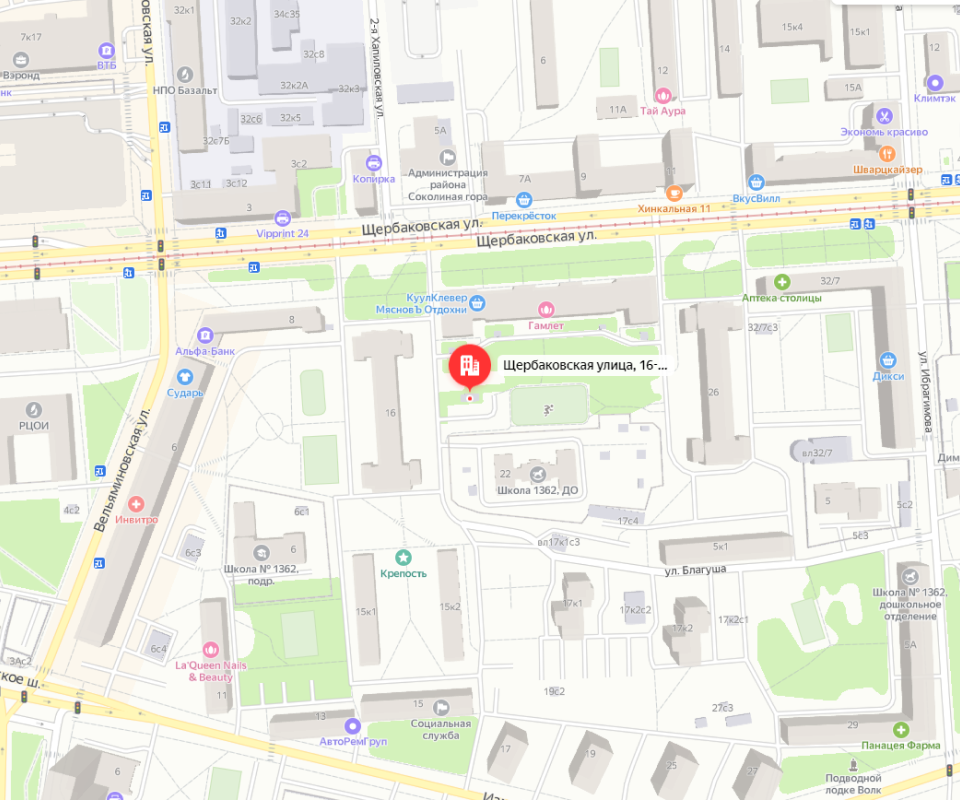 овская ул.
32к1
32к2
34с35
2-я Хапиловская ул.
15к4
15к1
7к17
ВТБ
32с8
6
14
12
12
Вэронд
НПО Базальт
32к2А
32к3
15А
Климтэк
нк
11А
Тай Аура
32с6
32к5
Экономь красиво
32с7Б
5А
3с2
Копирка
Администрация
района
Соколиная гора
7А
9
Шварцкайзер
3с11
3с12
ВкусВилл
3
Перекрёсток
Хинкальная 11
Vipprint 24
Щербаковская ул.
Щербаковская ул.
32/7
Аптека столицы
КуулКлевер
МясновЪ Отдохни
Гамлет
8
32/7с3
Альфа-Банк
Щербаковская улица, 16-...
Дикси
ул. Ибрагимова
Сударь
26
РЦОИ
16
6
вл32/7
Дим
Вельяминовская ул.
22
Школа 1362, ДО
5
5с2
4с2
Инвитро
6с1
17с4
5с3
6с3
6
вл17к1с3
5к1
Школа № 1362,
подр.
Крепость
ул. Благуша
Школа № 1362,
дошкольное
отделение
15к1
15к2
17к1
17к2с2
17к2
17к2с1
6с4
5А
La'Queen Nails
& Beauty
3Ас2
ское ш.
11
19с2
15
27с3
13
Социальная
служба
29
АвтоРемГруп
Панацея Фарма
17
19
25
27
6
Подводной
лодке Волк
Из